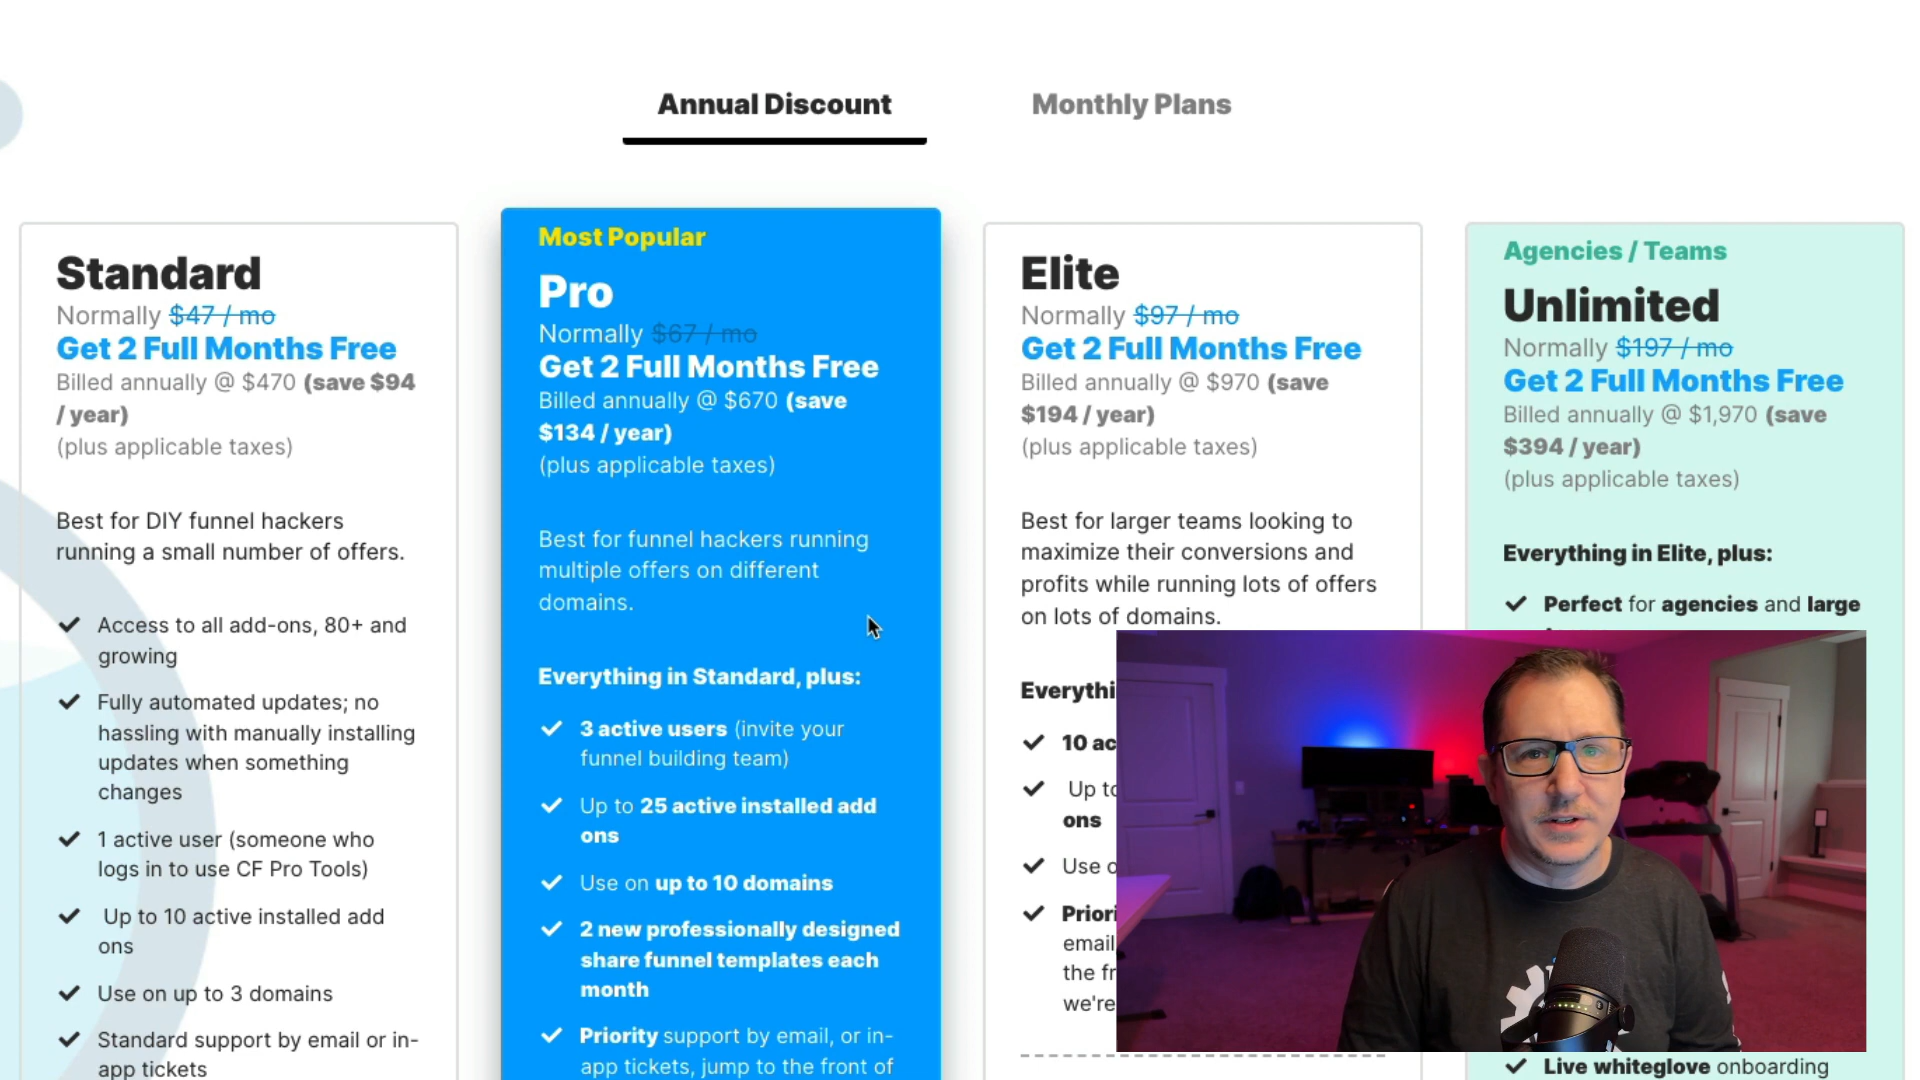 Annual Discount
Monthly Plans
Standard
Normally $47 / mo
Get 2 Full Months Free
Billed annually @ $470 (save $94
/ year)
(plus applicable taxes)
Best for DIY funnel hackers
running a small number of offers.
Access to all add-ons, 80+ and
growing
Fully automated updates; no
hassling with manually installing
updates when something
changes
1 active user (someone who
logs in to use CF Pro Tools)
Up to 10 active installed add
ons
Use on up to 3 domains
Standard support by email or in-
app tickets
Most Popular
Pro
Normally $67 / mo
Get 2 Full Months Free
Billed annually @ $670 (save
$134 / year)
(plus applicable taxes)
Best for funnel hackers running
multiple offers on different
domains.
Everything in Standard, plus:
3 active users (invite your
funnel building team)
Up to 25 active installed add
ons
Use on up to 10 domains
2 new professionally designed
share funnel templates each
month
Priority support by email, or in-
app tickets, jump to the front of
Elite
Normally $97 / mo
Get 2 Full Months Free
Billed annually @ $970 (save
$194 / year)
(plus applicable taxes)
Best for larger teams looking to
maximize their conversions and
profits while running lots of offers
on lots of domains.
Everythi
10 ac
Up to
ons
Use o
Priori
email
the fr
we're
Agencies / Teams
Unlimited
Normally $197 / mo
Get 2 Full Months Free
Billed annually @ $1,970 (save
$394 / year)
(plus applicable taxes)
Everything in Elite, plus:
Perfect for agencies and large
Live whiteglove onboarding